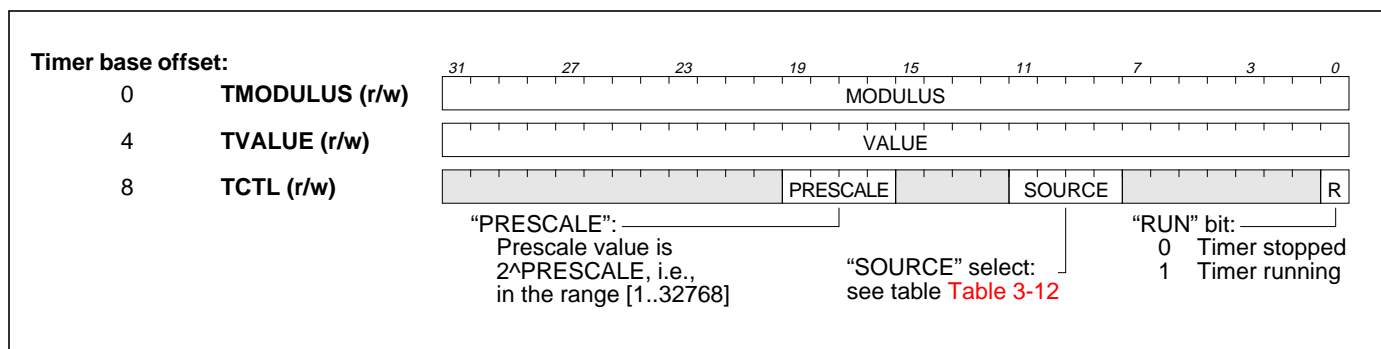 Timer base offset:
31 27 23 19 15 11 7 3 0
0 TMODULUS (r/w) MODULUS
4 TVALUE (r/w) VALUE
8 TCTL (r/w) PRESCALE SOURCE R
“PRESCALE”:
Prescale value is
2^PRESCALE, i.e.,
in the range [1..32768]
“SOURCE” select:
see table Table 3-12
“RUN” bit:
0 Timer stopped
1 Timer running